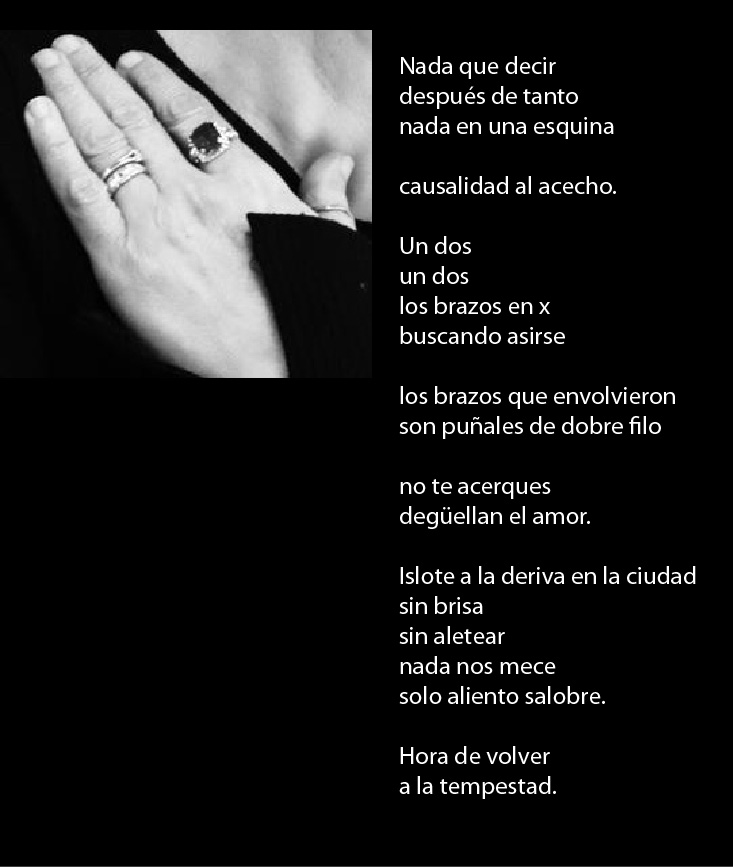 Nada que decir
después de tanto
nada en una esquina
causalidad al acecho.
Un dos
un dos
los brazos en x
buscando asirse
los brazos que envolvieron
son puñales de dobre filo
no te acerques
degüellan el amor.
Islote a la deriva en la ciudad
sin brisa
sin aletear
nada nos mece
solo aliento salobre.
Hora de volver
a la tempestad.